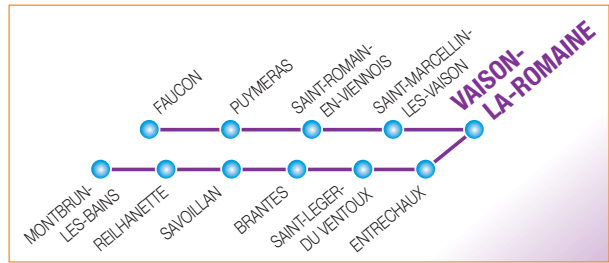 FAUCON
PUYMERAS
SAINT-ROMAIN-
EN-VIENNOIS
SAINT-MARCELLIN-
LES-VAISON
VAISON-
LA-ROMAINE
MONTBRUN-
LES-BAINS
REILHANETTE
SAVOILLAN
BRANTES
SAINT-LEGER-
DU VENTOUX
ENTRECHAUX